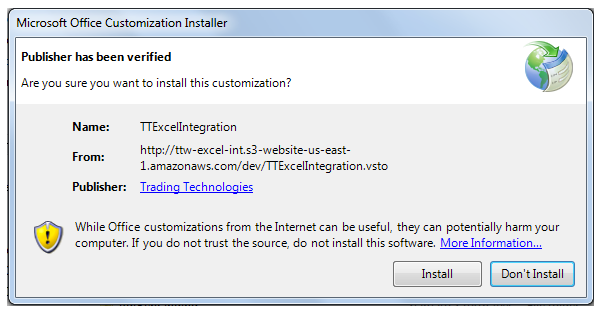 Microsoft Office Customization Installer
Publisher has been verified
Are you sure you want to install this customization?
Name: TTExcelIntegration
From: http://ttw-excel-int.s3-website-us-east-
1.amazonaws.com/dev/TTExcelIntegration.vsto
Publisher: Trading Technologies
While Office customizations from the Internet can be useful, they can potentially harm your
computer. If you do not trust the source, do not install this software. More Information...
Install Don't Install